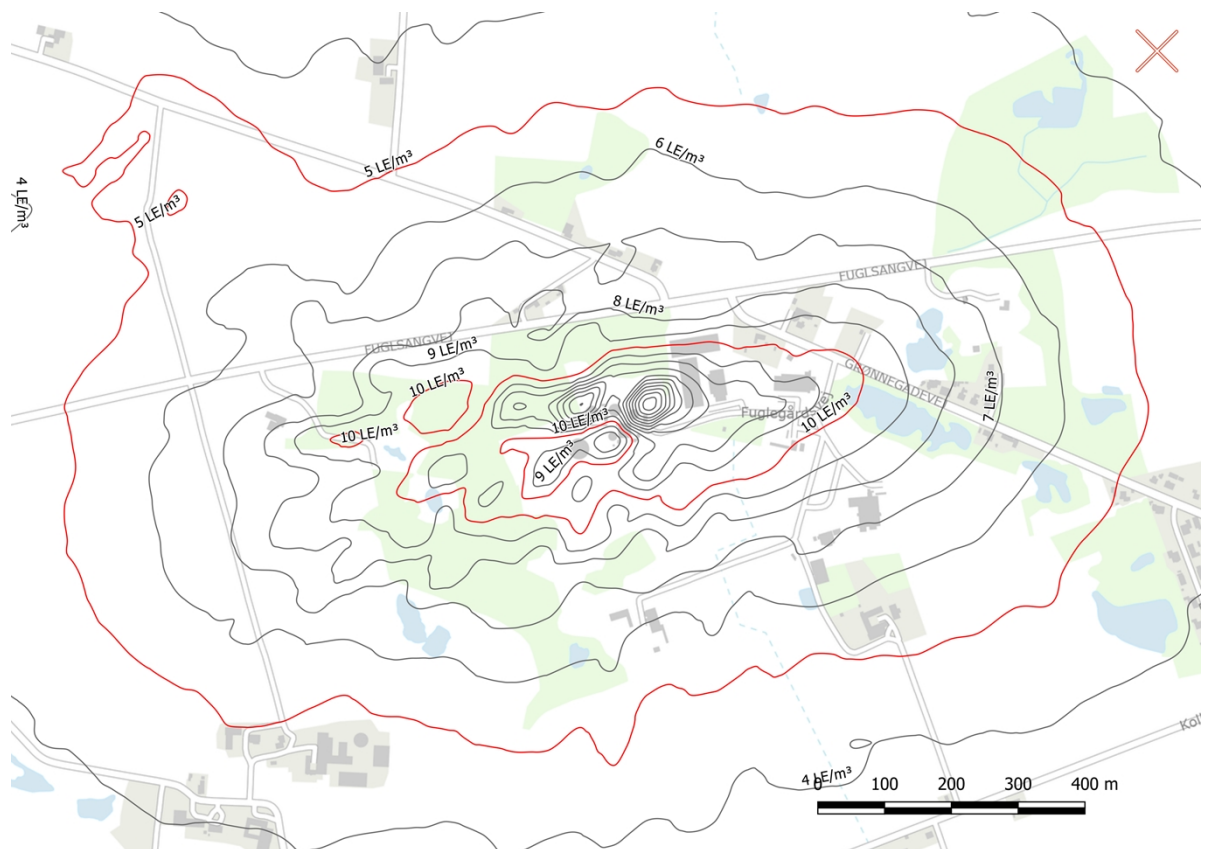 6 LE/m³
5 LE/m³
4 LE/m³
5 LE/m³
FUGLSANGVEJ
8 LE/m³
FUGLSANGVEJ
9 LE/m³
10 LE/m³
GRØNNEGADEVEJ
7 LE/m³
10 LE/m³
Fuglegårdsvej
10 LE/m³
10 LE/m³
9 LE/m³
4 LE/m³
0 100 200 300 400 m